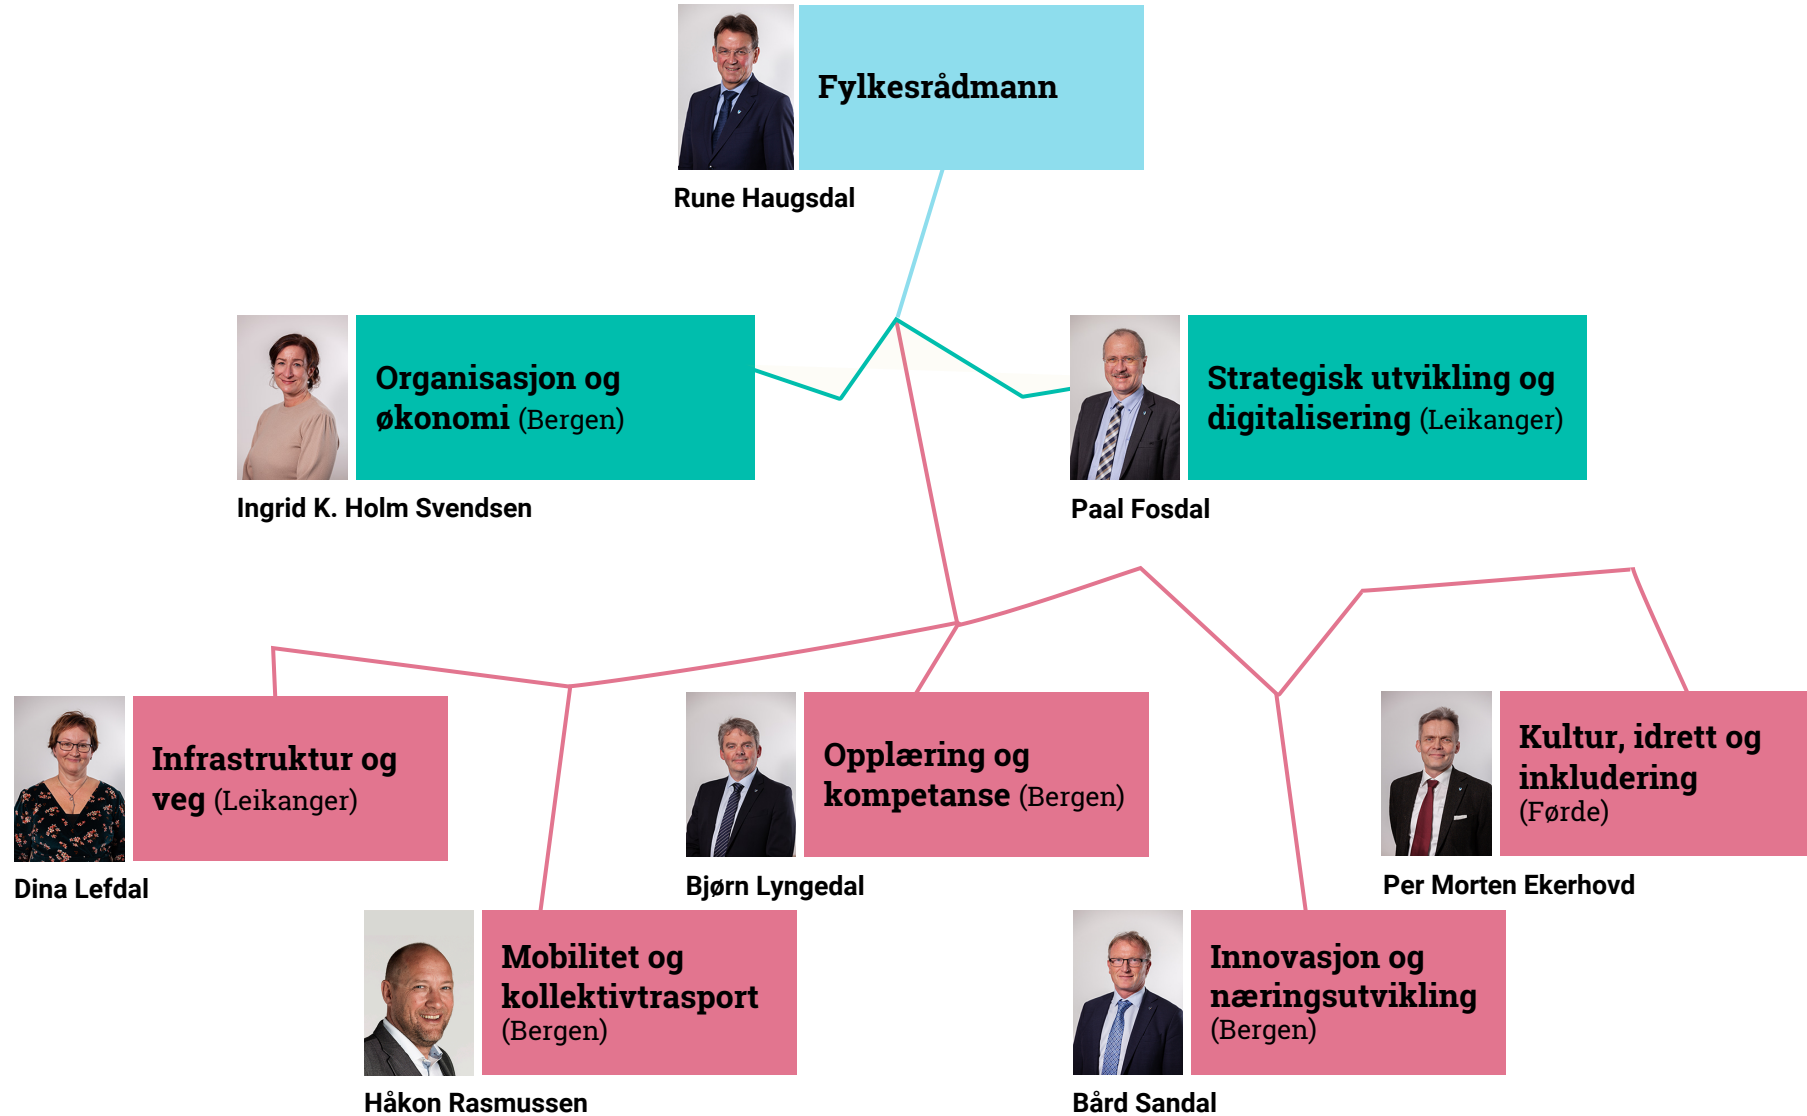 Fylkesrådmann
Rune Haugsdal
Organisasjon og
økonomi (Bergen)
Ingrid K. Holm Svendsen
Strategisk utvikling og
digitalisering (Leikanger)
Paal Fosdal
Infrastruktur og
veg (Leikanger)
Dina Lefdal
Opplæring og
kompetanse (Bergen)
Bjørn Lyngedal
Kultur, idrett og
inkludering
(Førde)
Per Morten Ekerhovd
Mobilitet og
kollektivtrasport
(Bergen)
Håkon Rasmussen
Innovasjon og
næringsutvikling
(Bergen)
Bård Sandal